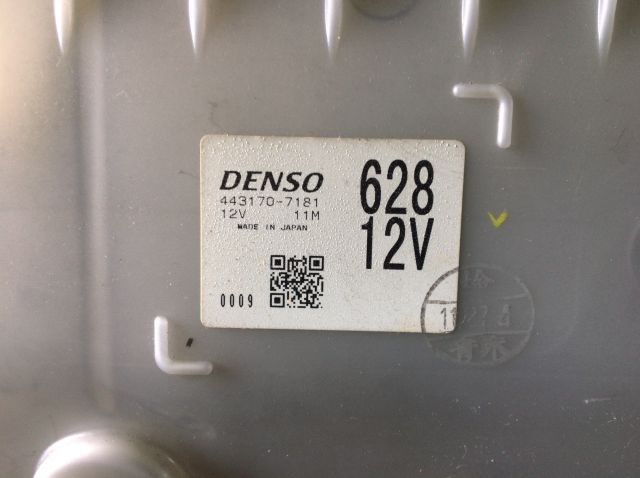 DENSO
443170-7181
12V 11M
MADE IN JAPAN
628
12V
0009